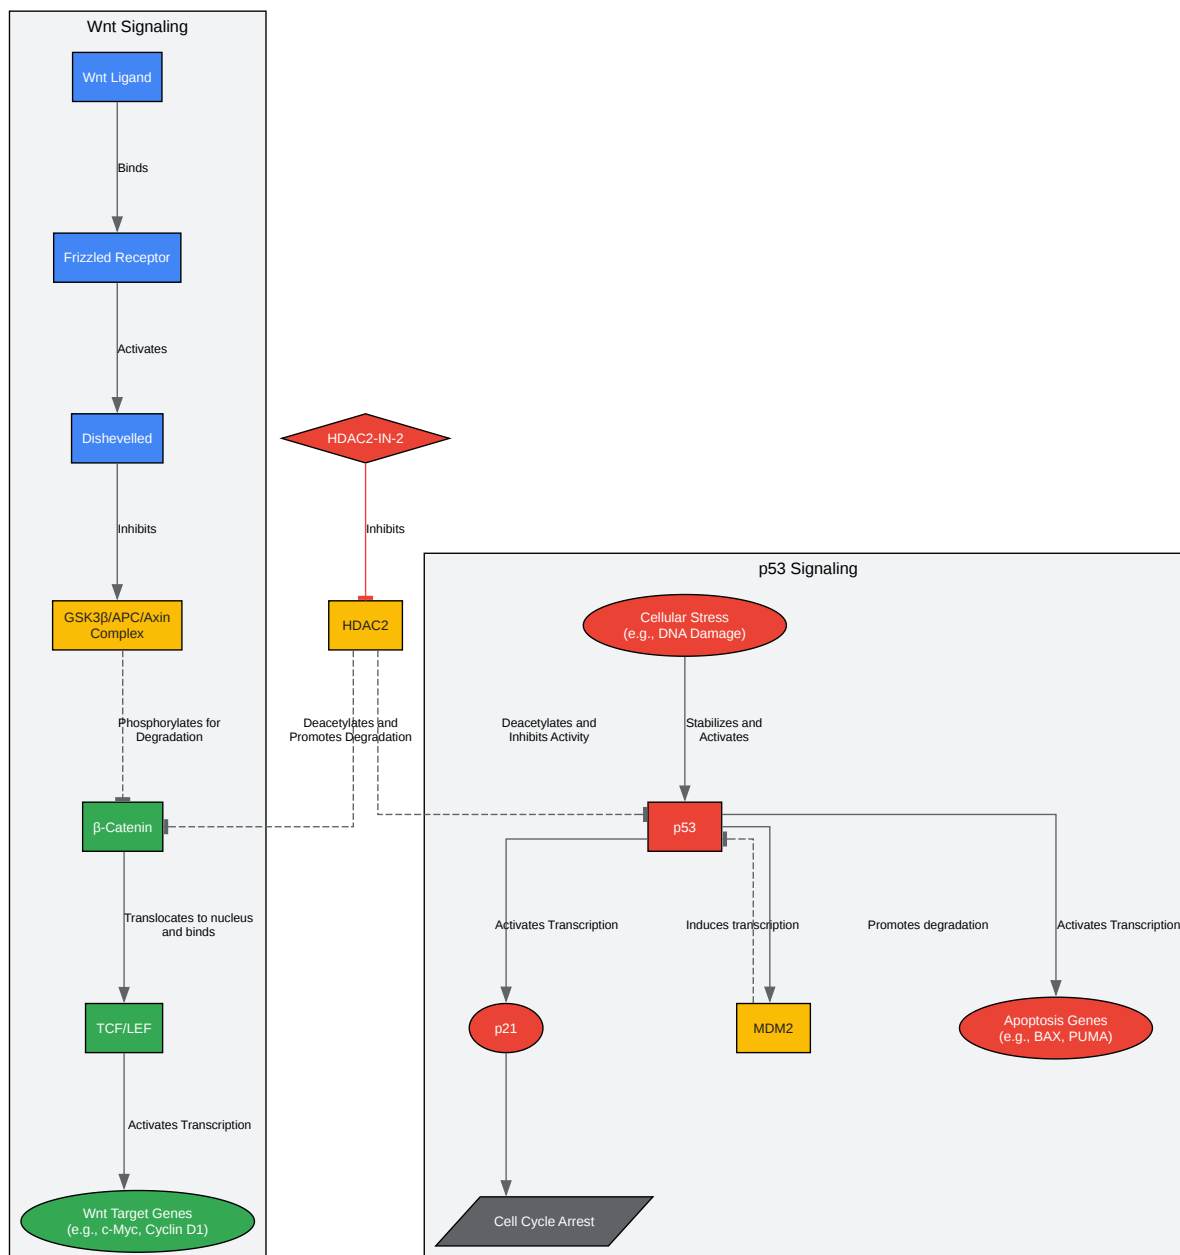 Wnt Signaling
Wnt Ligand
Binds
Frizzled Receptor
Activates
Dishevelled
Inhibits
GSK3β/APC/Axin
Complex
Phosphorylates for
Degradation
β-Catenin
Translocates to nucleus
and binds
TCF/LEF
Activates Transcription
Wnt Target Genes
(e.g., c-Myc, Cyclin D1)
HDAC2-IN-2
Inhibits
HDAC2
Deacetylates and
Promotes Degradation
Deacetylates and
Inhibits Activity
p53 Signaling
Cellular Stress
(e.g., DNA Damage)
Stabilizes and
Activates
p53
Activates Transcription
Induces transcription
Promotes degradation
Activates Transcription
p21
MDM2
Apoptosis Genes
(e.g., BAX, PUMA)
Cell Cycle Arrest